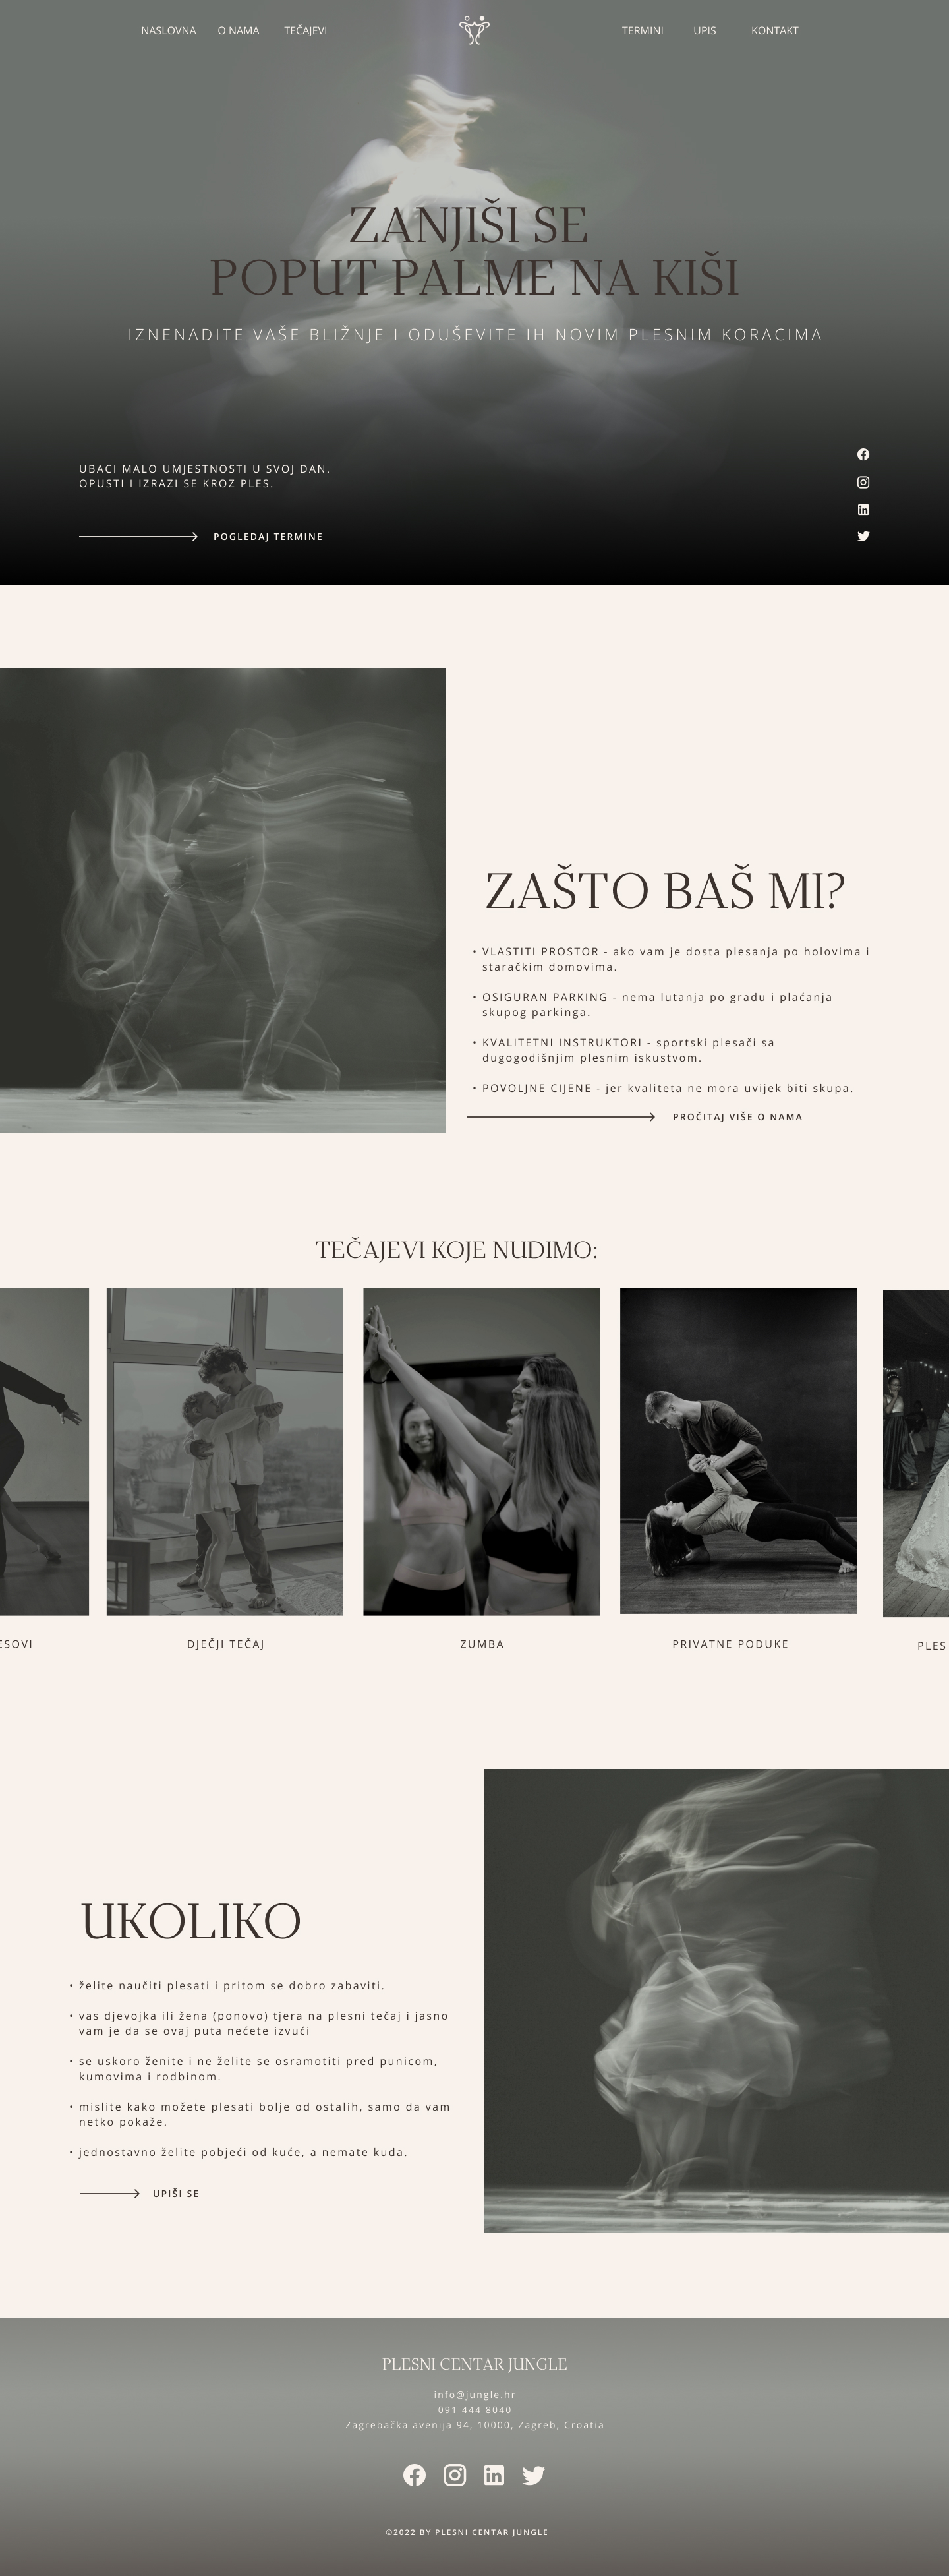 NASLOVNA O NAMA TEČAJEVI TERMINI UPIS KONTAKT
ZANJIŠI SE
POPUT PALME NA KIŠI
IZNENADITE VAŠE BLIŽNJE I ODUŠEVITE IH NOVIM PLESNIM KORACIMA
UBACI MALO UMJESTNOSTI U SVOJ DAN.
OPUSTI I IZRAZI SE KROZ PLES.
POGLEDAJ TERMINE
ZAŠTO BAŠ MI?
• VLASTITI PROSTOR - ako vam je dosta plesanja po holovima i
staračkim domovima.
• OSIGURAN PARKING - nema lutanja po gradu i plaćanja
skupog parkinga.
• KVALITETNI INSTRUKTORI - sportski plesači sa
dugogodišnjim plesnim iskustvom.
• POVOLJNE CIJENE - jer kvaliteta ne mora uvijek biti skupa.
PROČITAJ VIŠE O NAMA
TEČAJEVI KOJE NUDIMO:
ESOVI DJEČJI TEČAJ ZUMBA PRIVATNE PODUKE PLES
UKOLIKO
• želite naučiti plesati i pritom se dobro zabaviti.
• vas djevojka ili žena (ponovo) tjera na plesni tečaj i jasno
vam je da se ovaj puta nećete izvući
• se uskoro ženite i ne želite se osramotiti pred punicom,
kumovima i rodbinom.
• mislite kako možete plesati bolje od ostalih, samo da vam
netko pokaže.
• jednostavno želite pobjeći od kuće, a nemate kuda.
UPIŠI SE
PLESNI CENTAR JUNGLE
info@jungle.hr
091 444 8040
Zagrebačka avenija 94, 10000, Zagreb, Croatia
©2022 BY PLESNI CENTAR JUNGLE